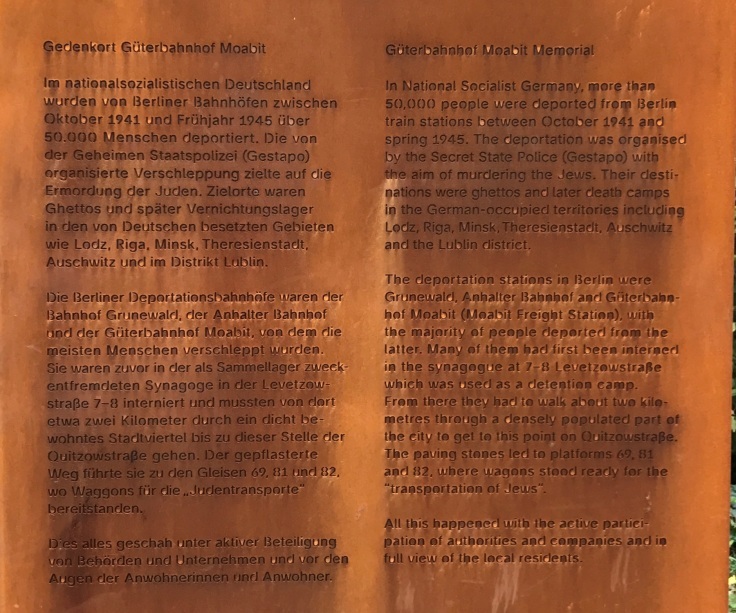 Gedenkort Güterbahnhof Moabit
Im nationalsozialistischen Deutschland
wurden von Berliner Bahnhöfen zwischen
Oktober 1941 und Frühjahr 1945 über
50.000 Menschen deportiert. Die von
der Geheimen Staatspolizei (Gestapo)
organisierte Verschleppung zielte auf die
Ermordung der Juden. Zielorte waren
Ghettos und später Vernichtungslager
in den von Deutschen besetzten Gebieten
wie Lodz, Riga, Minsk, Theresienstadt,
Auschwitz und im Distrikt Lublin.
Die Berliner Deportationsbahnhöfe waren der
Bahnhof Grunewald, der Anhalter Bahnhof
und der Güterbahnhof Moabit, von dem die
meisten Menschen verschleppt wurden.
Sie waren zuvor in der als Sammellager zweck-
entfremdeten Synagoge in der Levetzow-
straße 7–8 interniert und mussten von dort
etwa zwei Kilometer durch ein dicht be-
wohntes Stadtviertel bis zu dieser Stelle der
Quitzowstraße gehen. Der gepflasterte
Weg führte sie zu den Gleisen 69, 81 und 82,
wo Waggons für die „Judentransporte“
bereitstanden.
Dies alles geschah unter aktiver Beteiligung
von Behörden und Unternehmen und vor den
Augen der Anwohnerinnen und Anwohner.
Güterbahnhof Moabit Memorial
In National Socialist Germany, more than
50,000 people were deported from Berlin
train stations between October 1941 and
spring 1945. The deportation was organised
by the Secret State Police (Gestapo) with
the aim of murdering the Jews. Their desti-
nations were ghettos and later death camps
in the German-occupied territories including
Lodz, Riga, Minsk, Theresienstadt, Auschwitz
and the Lublin district.
The deportation stations in Berlin were
Grunewald, Anhalter Bahnhof and Güterbahn-
hof Moabit (Moabit Freight Station), with
the majority of people deported from the
latter. Many of them had first been interned
in the synagogue at 7–8 Levetzowstraße
which was used as a detention camp.
From there they had to walk about two kilo-
metres through a densely populated part of
the city to get to this point on Quitzowstraße.
The paving stones led to platforms 69, 81
and 82, where wagons stood ready for the
“transportation of Jews”.
All this happened with the active partici-
pation of authorities and companies and in
full view of the local residents.